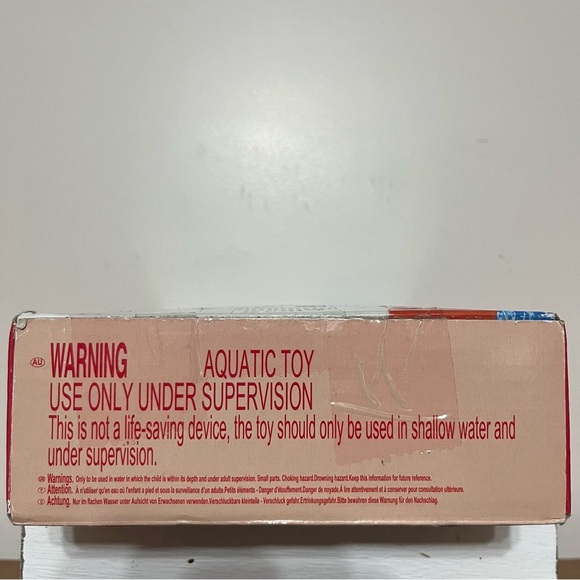 AU WARNING AQUATIC TOY
USE ONLY UNDER SUPERVISION
This is not a life-saving device, the toy should only be used in shallow water and
under supervision.
GB Warnings. Only to be used in water in which the child is within its depth and under adult supervision. Small parts. Choking hazard.Drowning hazard.Keep this information for future reference.
F Attention. À n'utiliser qu'en eau où l'enfant a pied et sous la surveillance d'un adulte.Petits éléments - Danger d'étouffement.Danger de noyade.À lire attentivement et à conserver pour consultation ultérieure.
D Achtung. Nur im flachen Wasser unter Aufsicht von Erwachsenen verwenden.Verschluckbare kleinteile - Verschluck gefahr.Ertrinkungsgefahr.Bitte bewahren diese Warnung für den Nachschlag.